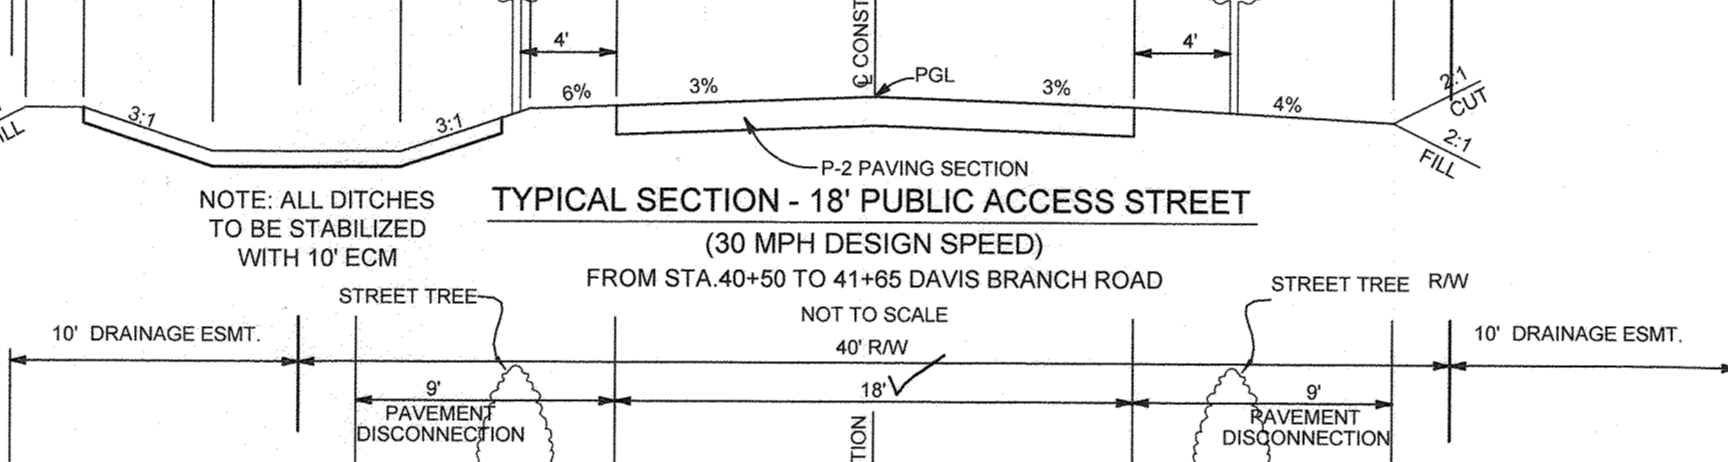 ℄ CONST
4'
4'
PGL
6%
3%
3%
4%
2:1
CUT
2:1
FILL
3:1
3:1
P-2 PAVING SECTION
NOTE: ALL DITCHES
TO BE STABILIZED
WITH 10' ECM
TYPICAL SECTION - 18' PUBLIC ACCESS STREET
(30 MPH DESIGN SPEED)
FROM STA.40+50 TO 41+65 DAVIS BRANCH ROAD
NOT TO SCALE
STREET TREE
STREET TREE
R/W
10' DRAINAGE ESMT.
40' R/W
10' DRAINAGE ESMT.
9'
PAVEMENT
DISCONNECTION
18'
9'
PAVEMENT
DISCONNECTION
TION